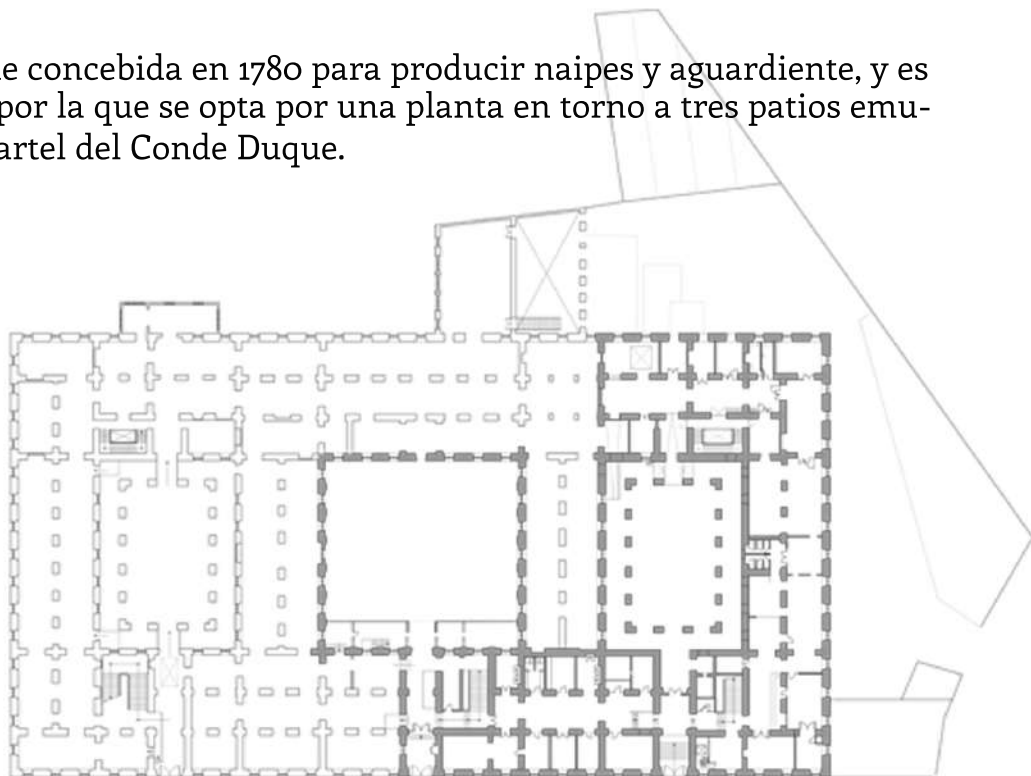 concebida en 1780 para producir naipes y aguardiente, y es
por la que se opta por una planta en torno a tres patios emu-
del Conde Duque.